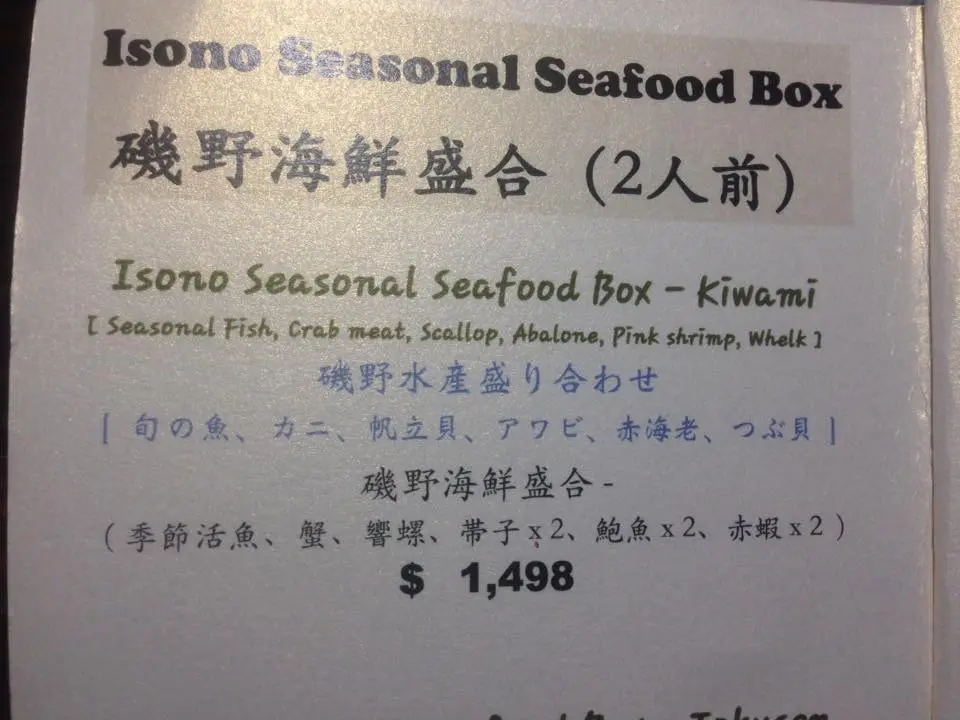 Isono Seasonal Seafood Box
磯野海鮮盛合 (2人前)
Isono Seasonal Seafood Box - Kiwami
[ Seasonal Fish, Crab meat, Scallop, Abalone, Pink shrimp, Whelk ]
磯野水産盛り合わせ
[ 旬の魚、カニ、帆立貝、アワビ、赤海老、つぶ貝 ]
磯野海鮮盛合-
(季節活魚、蟹、響螺、帯子x2、鮑魚x2、赤蝦x2)
$ 1,498